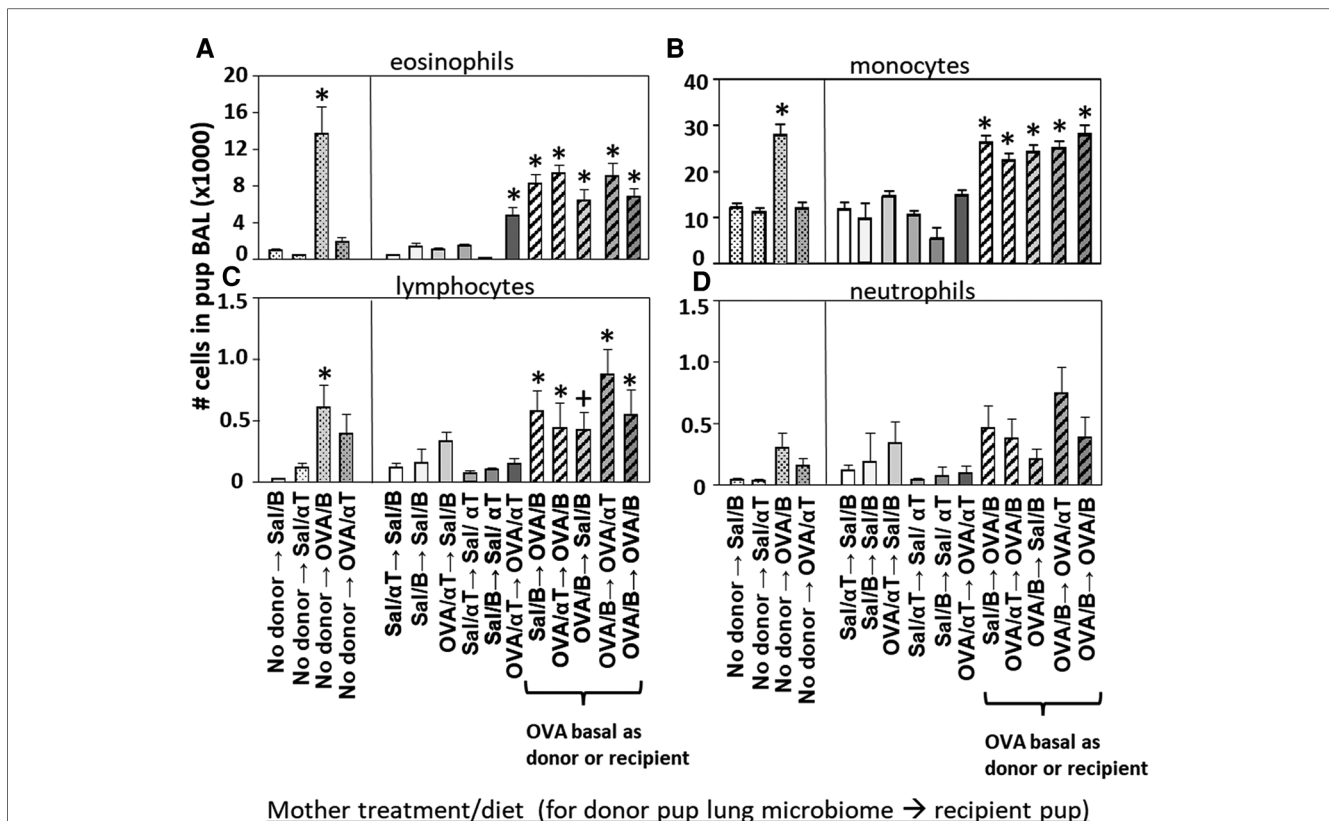 A
eosinophils
20
16
12
8
4
0
*
*
*
*
*
*
*
B
monocytes
40
30
20
10
0
*
*
*
*
*
*
# cells in pup BAL (x1000)
C
lymphocytes
1.5
1.0
0.5
0
*
*
*
+
*
*
D
neutrophils
1.5
1.0
0.5
0
No donor → Sal/B
No donor → Sal/αT
No donor → OVA/B
No donor → OVA/αT
Sal/αT→ Sal/B
Sal/B→ Sal/B
OVA/αT→ Sal/B
Sal/αT→ Sal/ αT
Sal/B→ Sal/ αT
OVA/αT→ OVA/αT
Sal/B→ OVA/B
OVA/αT→ OVA/B
OVA/B→ Sal/B
OVA/B→ OVA/αT
OVA/B→ OVA/B
No donor → Sal/B
No donor → Sal/αT
No donor → OVA/B
No donor → OVA/αT
Sal/αT→ Sal/B
Sal/B→ Sal/B
OVA/αT→ Sal/B
Sal/αT→ Sal/ αT
Sal/B→ Sal/ αT
OVA/αT→ OVA/αT
Sal/B→ OVA/B
OVA/αT→ OVA/B
OVA/B→ Sal/B
OVA/B→ OVA/αT
OVA/B→ OVA/B
OVA basal as
donor or recipient
OVA basal as
donor or recipient
Mother treatment/diet (for donor pup lung microbiome → recipient pup)